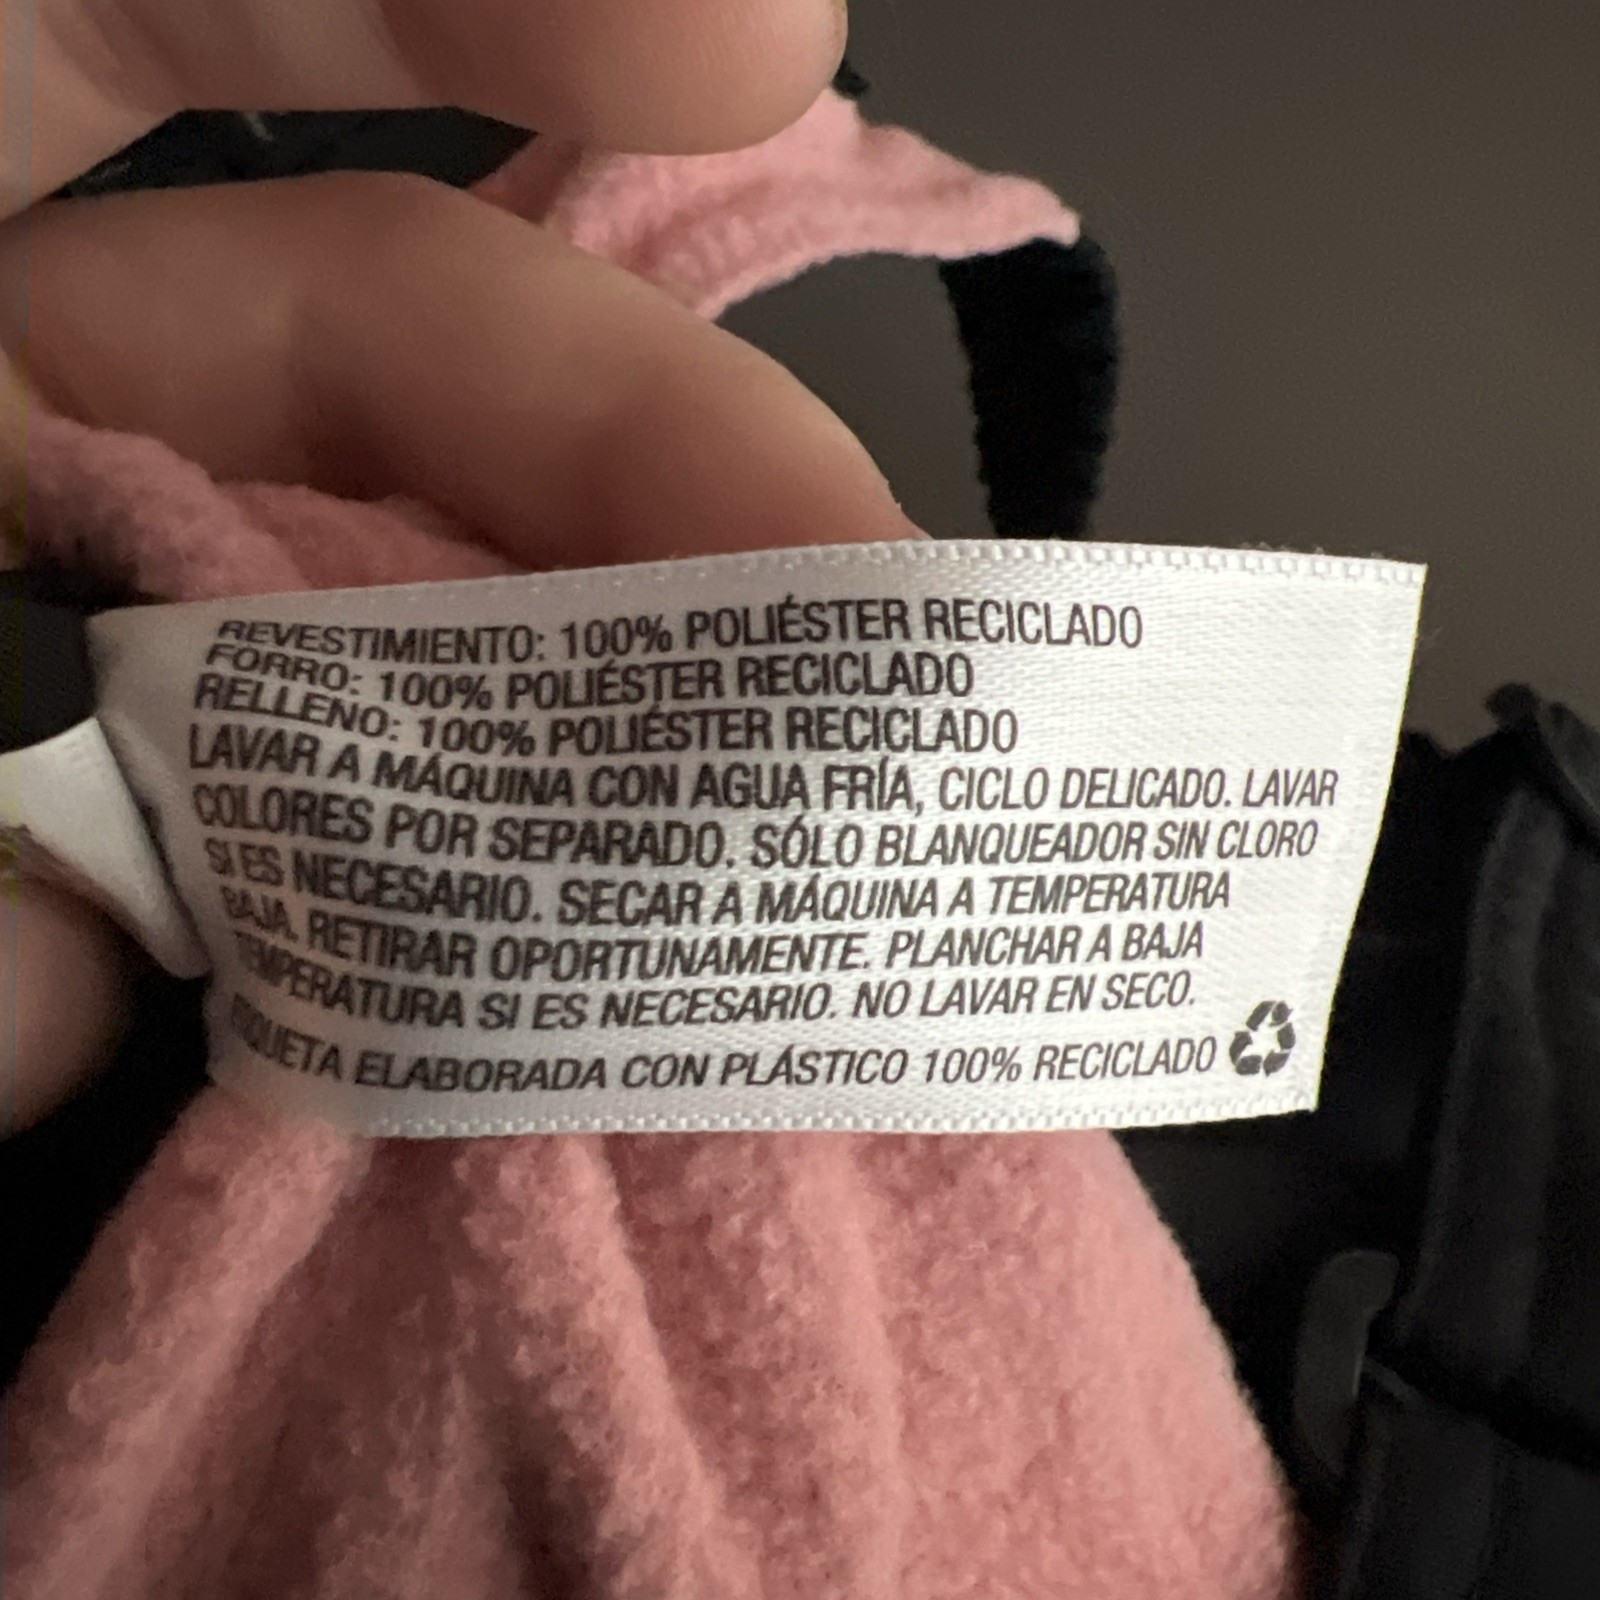 REVESTIMIENTO: 100% POLIÉSTER RECICLADO
FORRO: 100% POLIÉSTER RECICLADO
RELLENO: 100% POLIÉSTER RECICLADO
LAVAR A MÁQUINA CON AGUA FRÍA, CICLO DELICADO. LAVAR
COLORES POR SEPARADO. SÓLO BLANQUEADOR SIN CLORO
SI ES NECESARIO. SECAR A MÁQUINA A TEMPERATURA
BAJA. RETIRAR OPORTUNAMENTE. PLANCHAR A BAJA
TEMPERATURA SI ES NECESARIO. NO LAVAR EN SECO.
ETIQUETA ELABORADA CON PLÁSTICO 100% RECICLADO